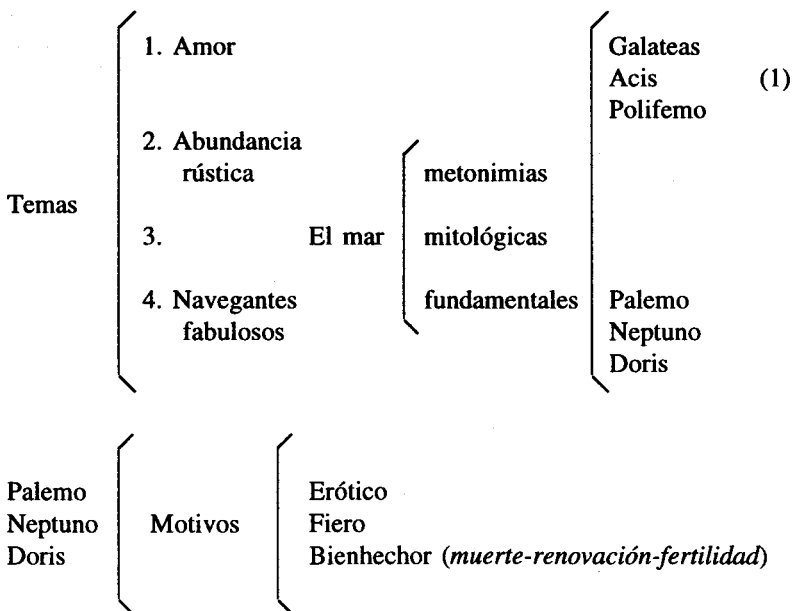 1. Amor Galateas
Acis (1)
Polifemo
2. Abundancia
rústica metonimias
Temas
3. El mar mitológicas
4. Navegantes fundamentales Palemo
fabulosos Neptuno
Doris
Palemo Erótico
Neptuno Motivos Fiero
Doris Bienhechor (muerte-renovación-fertilidad)